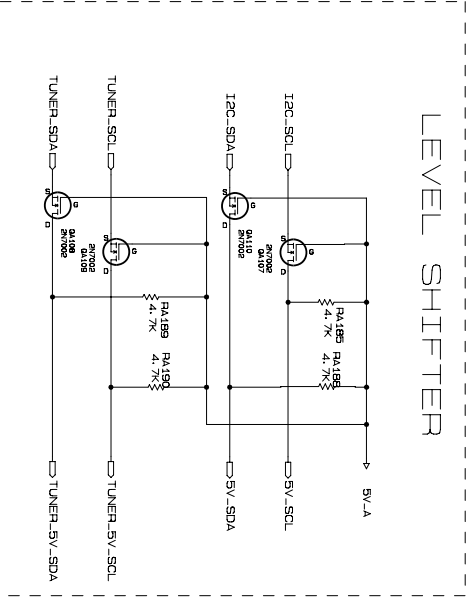 LEVEL SHIFTER
I2C_SCL
5V_SCL
I2C_SDA
5V_SDA
TUNER_SCL
TUNER_5V_SCL
TUNER_SDA
TUNER_5V_SDA
5V_A
S
G
D
2N7002
QA107
RA185
4.7K
S
G
D
QA110
2N7002
4.7K
S
G
D
2N7002
QA109
RA189
4.7K
S
G
D
QA108
2N7002
RA190
4.7K